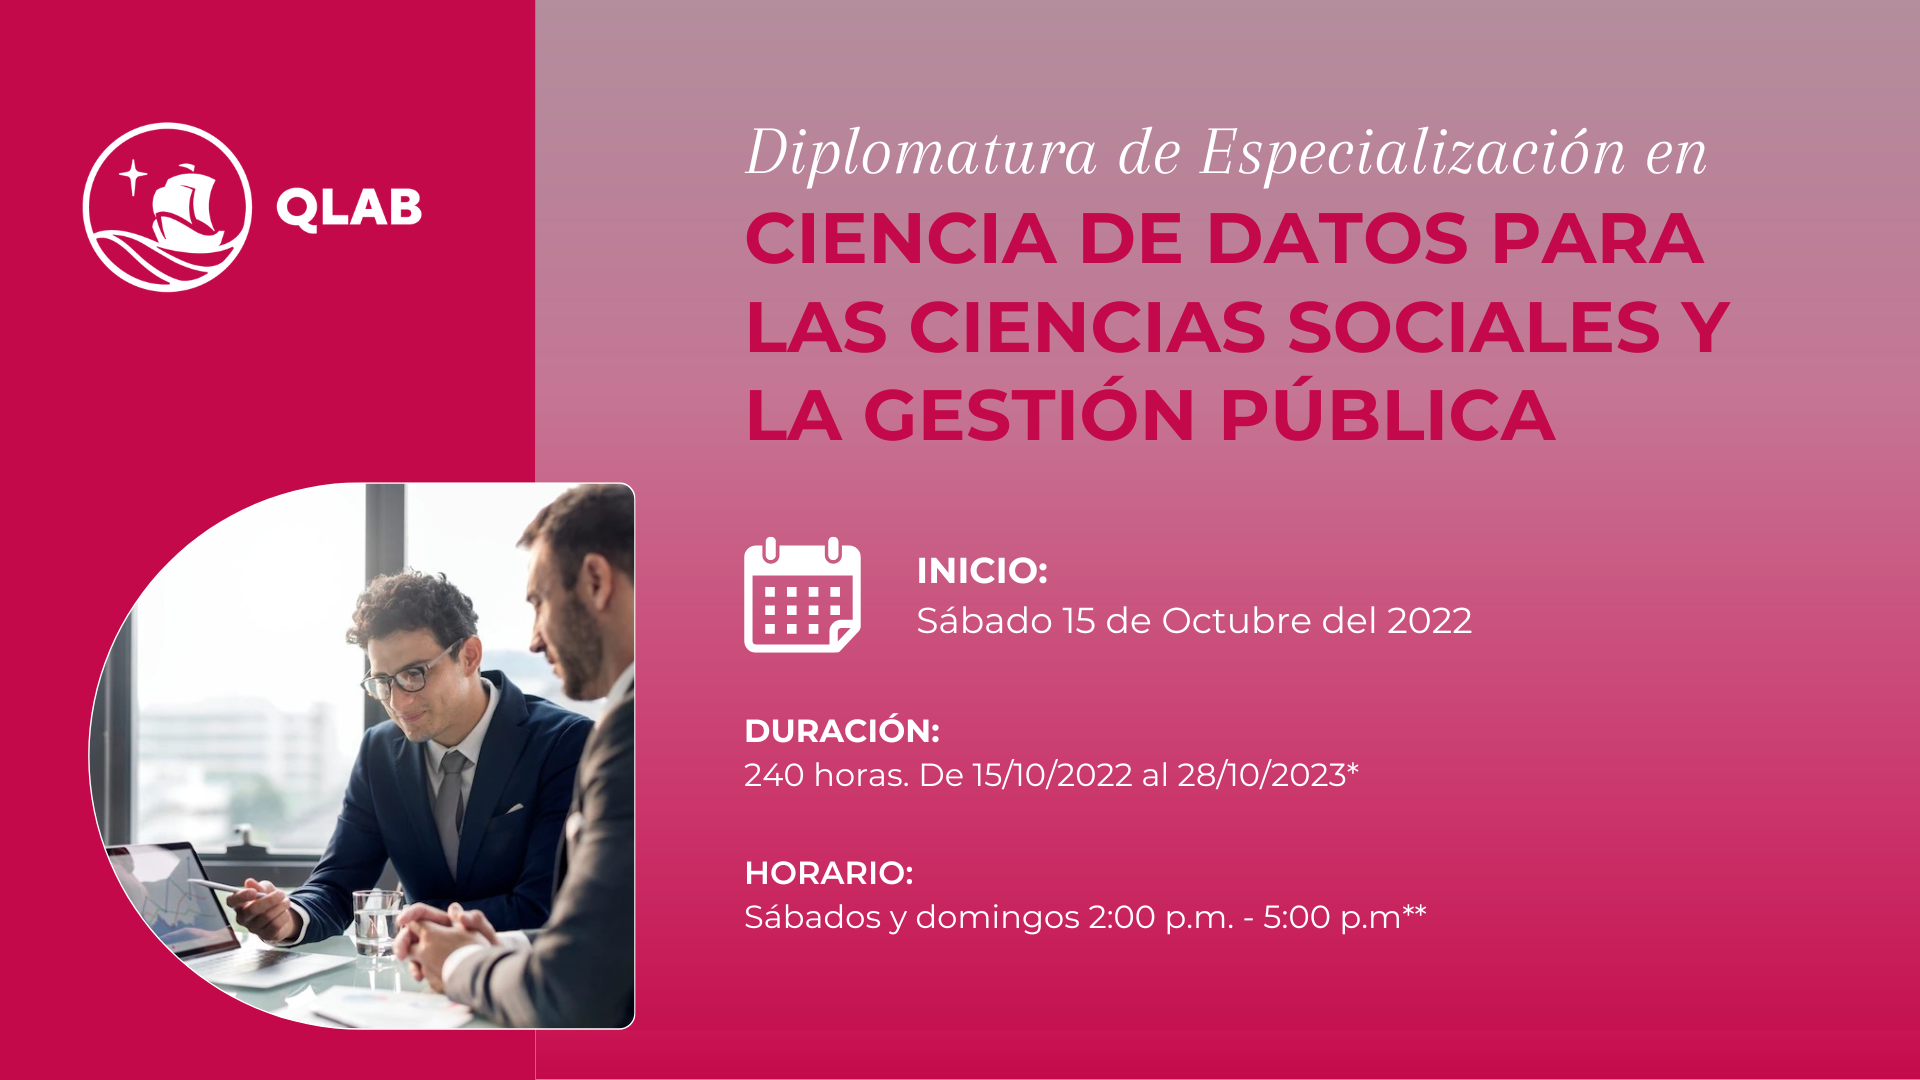 QLAB
Diplomatura de Especialización en
CIENCIA DE DATOS PARA
LAS CIENCIAS SOCIALES Y
LA GESTIÓN PÚBLICA
INICIO:
Sábado 15 de Octubre del 2022
DURACIÓN:
240 horas. De 15/10/2022 al 28/10/2023*
HORARIO:
Sábados y domingos 2:00 p.m. - 5:00 p.m**